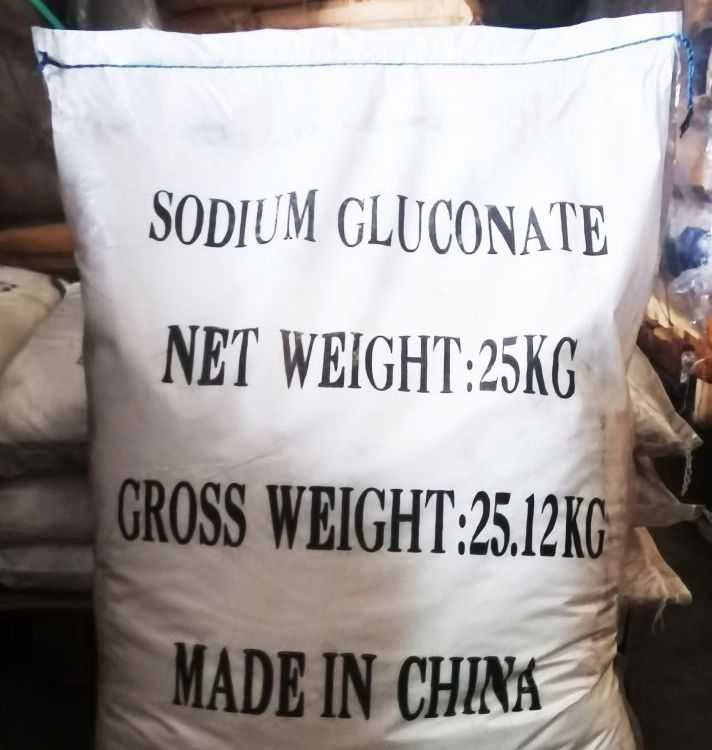 SODIUM GLUCONATE
NET WEIGHT:25KG
GROSS WEIGHT:25.12KG
MADE IN CHINA